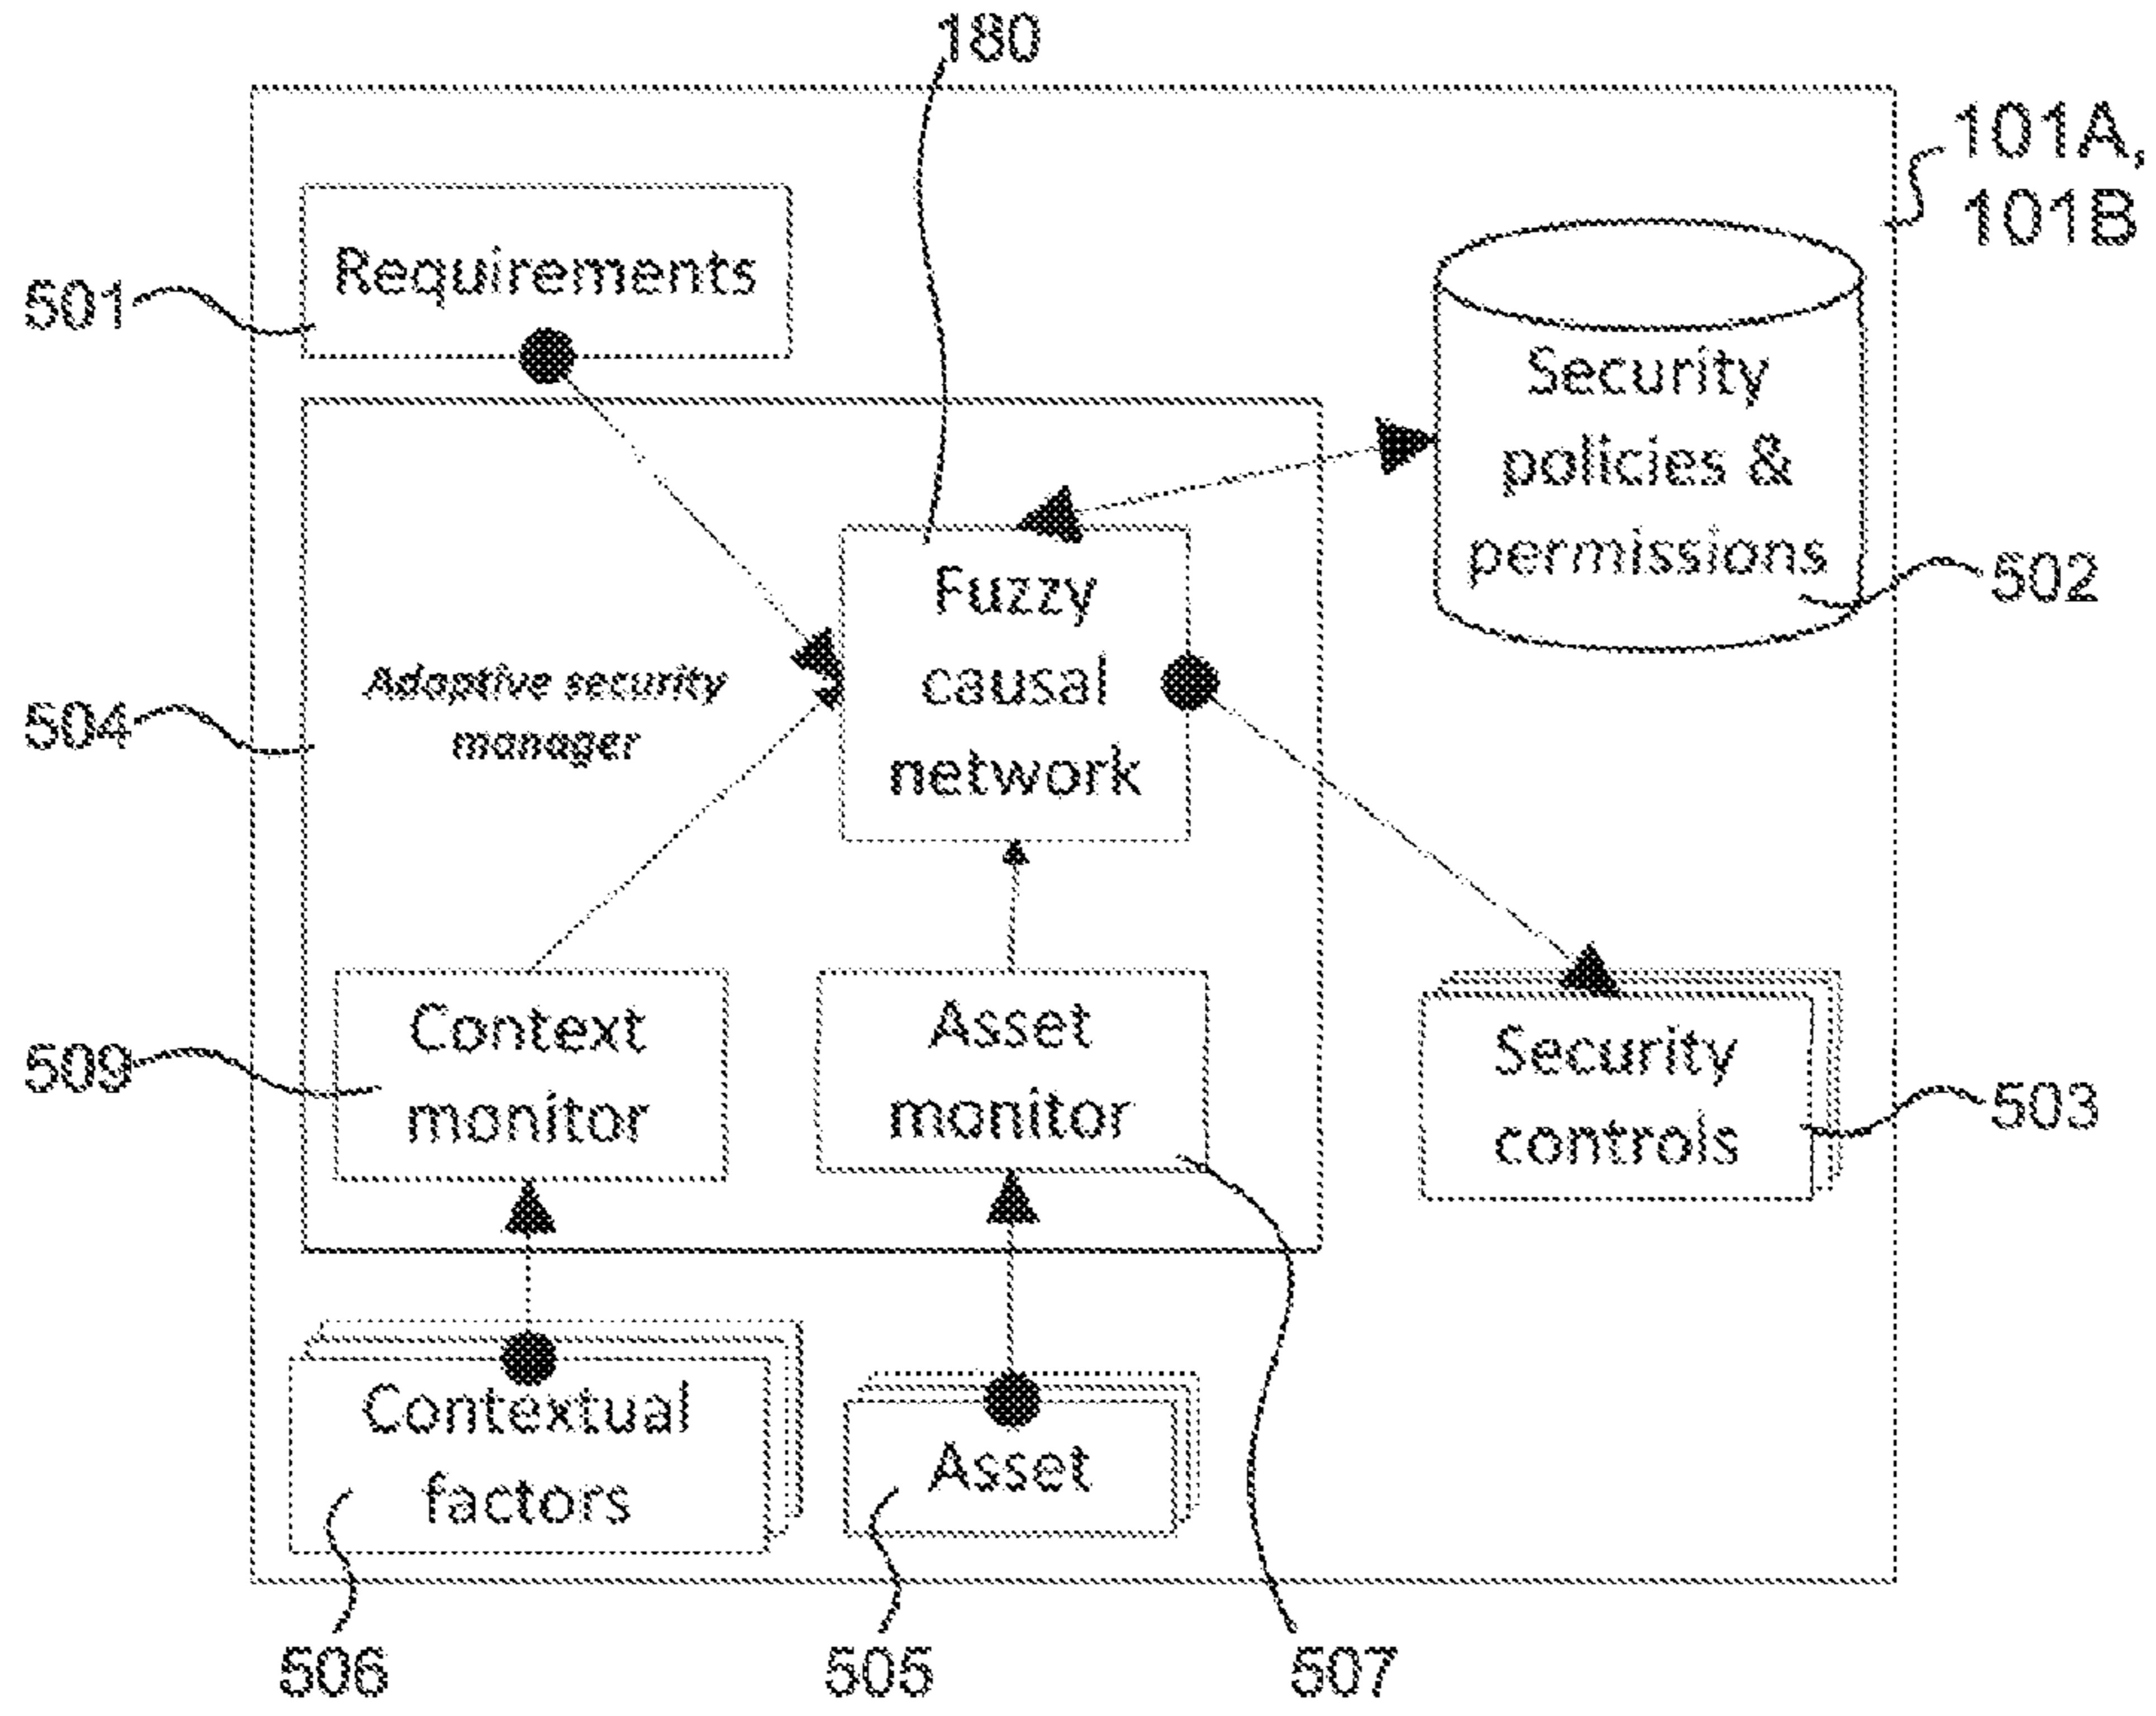 180
101A,
101B
Requirements
501
Security
policies &
permissions
502
Fuzzy
causal
network
Adaptive security
manager
504
Context
monitor
509
Asset
monitor
Security
controls
503
Contextual
factors
Asset
506
505
507